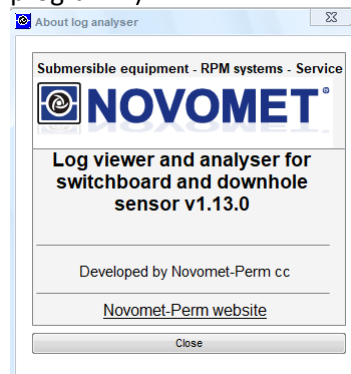 About log analyser
Submersible equipment - RPM systems - Service
NOVOMET®
Log viewer and analyser for
switchboard and downhole
sensor v1.13.0
Developed by Novomet-Perm cc
Novomet-Perm website
Close